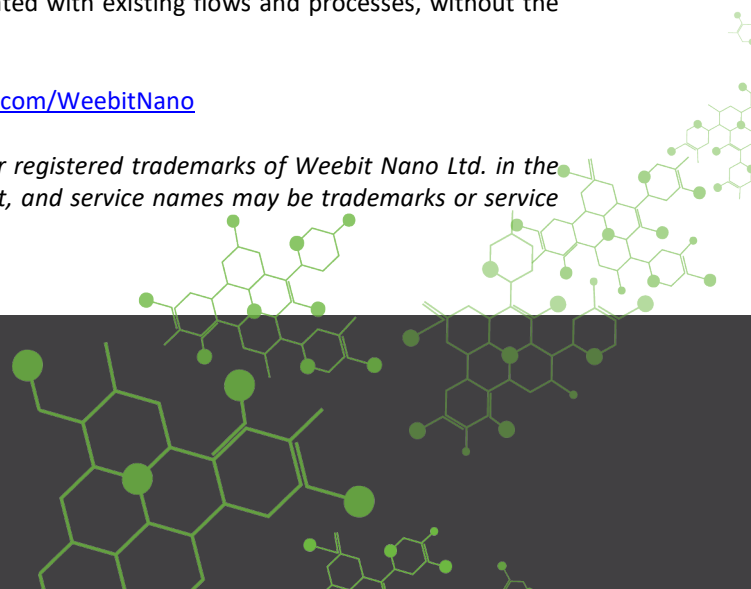 ated with existing flows and processes, without the
com/WeebitNano
r registered trademarks of Weebit Nano Ltd. in the
t, and service names may be trademarks or service